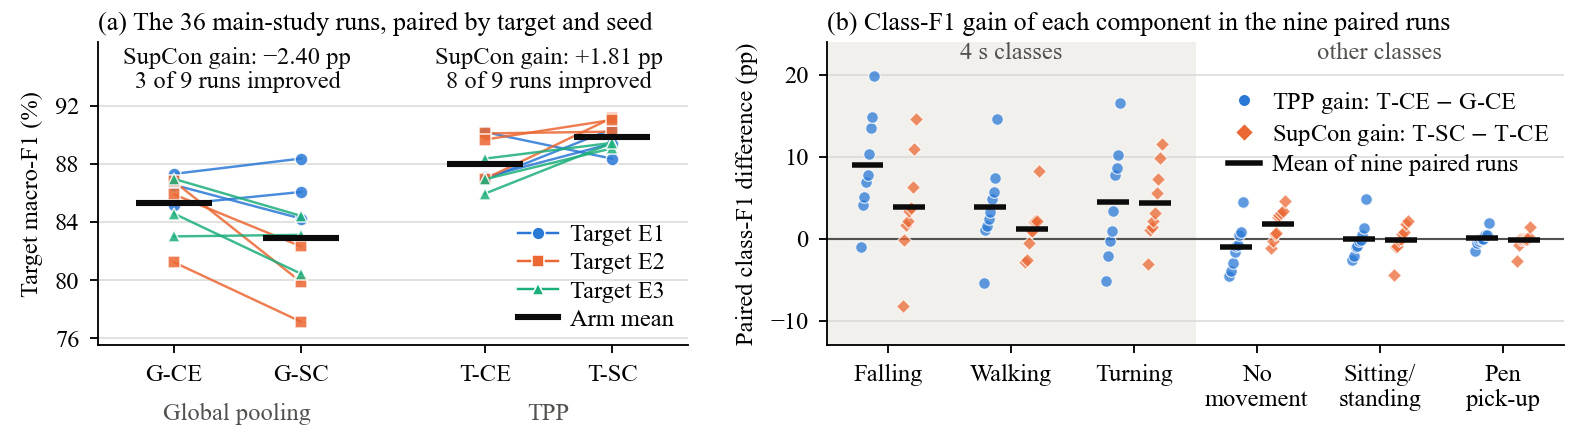 (a) The 36 main-study runs, paired by target and seed
SupCon gain: −2.40 pp
3 of 9 runs improved
SupCon gain: +1.81 pp
8 of 9 runs improved
Target macro-F1 (%)
92
88
84
80
76
Target E1
Target E2
Target E3
Arm mean
G-CE
G-SC
T-CE
T-SC
Global pooling
TPP
(b) Class-F1 gain of each component in the nine paired runs
4 s classes
other classes
Paired class-F1 difference (pp)
20
10
0
−10
TPP gain: T-CE − G-CE
SupCon gain: T-SC − T-CE
Mean of nine paired runs
Falling
Walking
Turning
No
movement
Sitting/
standing
Pen
pick-up